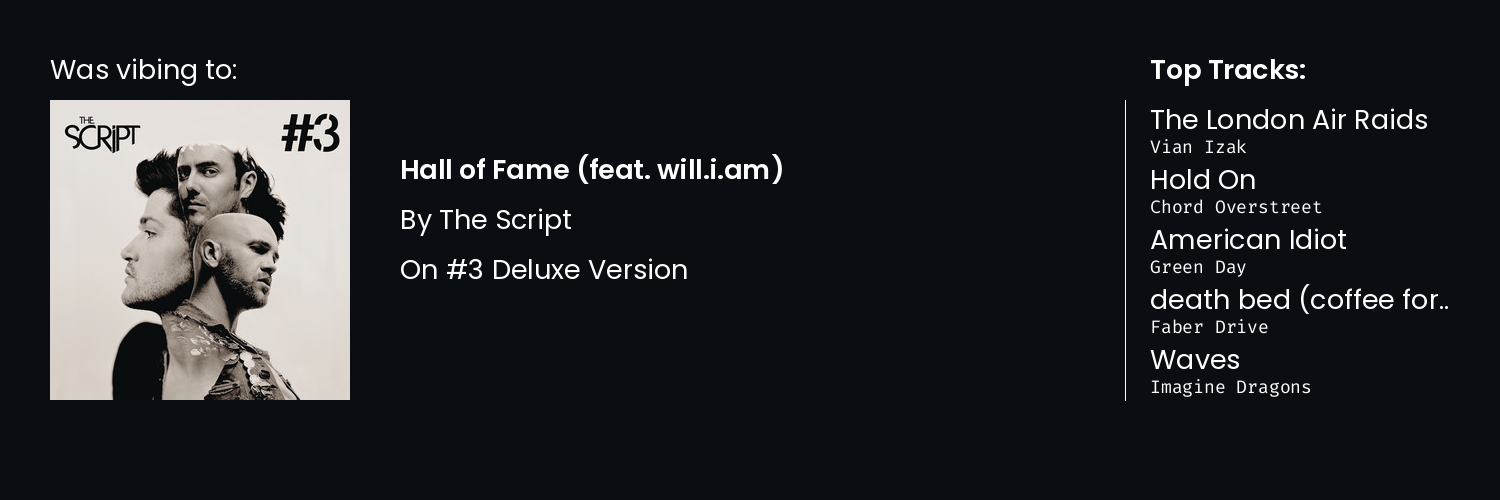 Was vibing to:
THE
SCRIPT
#3
Hall of Fame (feat. will.i.am)
By The Script
On #3 Deluxe Version
Top Tracks:
The London Air Raids
Vian Izak
Hold On
Chord Overstreet
American Idiot
Green Day
death bed (coffee for..
Faber Drive
Waves
Imagine Dragons